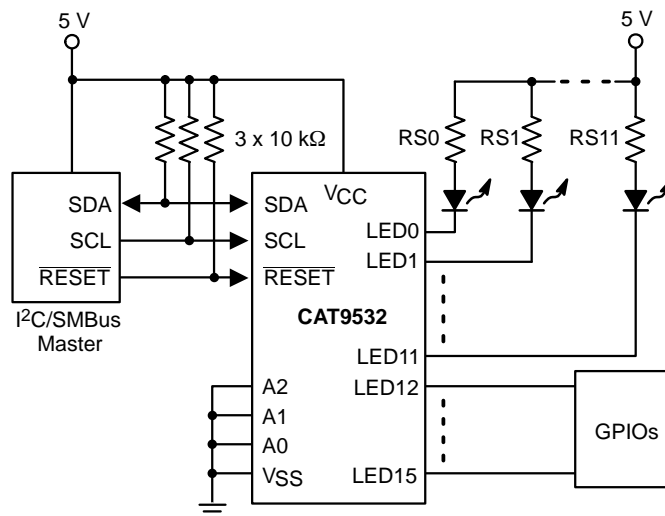 5 V
5 V
RS0
RS1
RS11
3 x 10 kΩ
VCC
SDA
SDA
LED0
SCL
SCL
LED1
RESET
RESET
I²C/SMBus
Master
CAT9532
LED11
A2
LED12
A1
A0
GPIOs
VSS
LED15